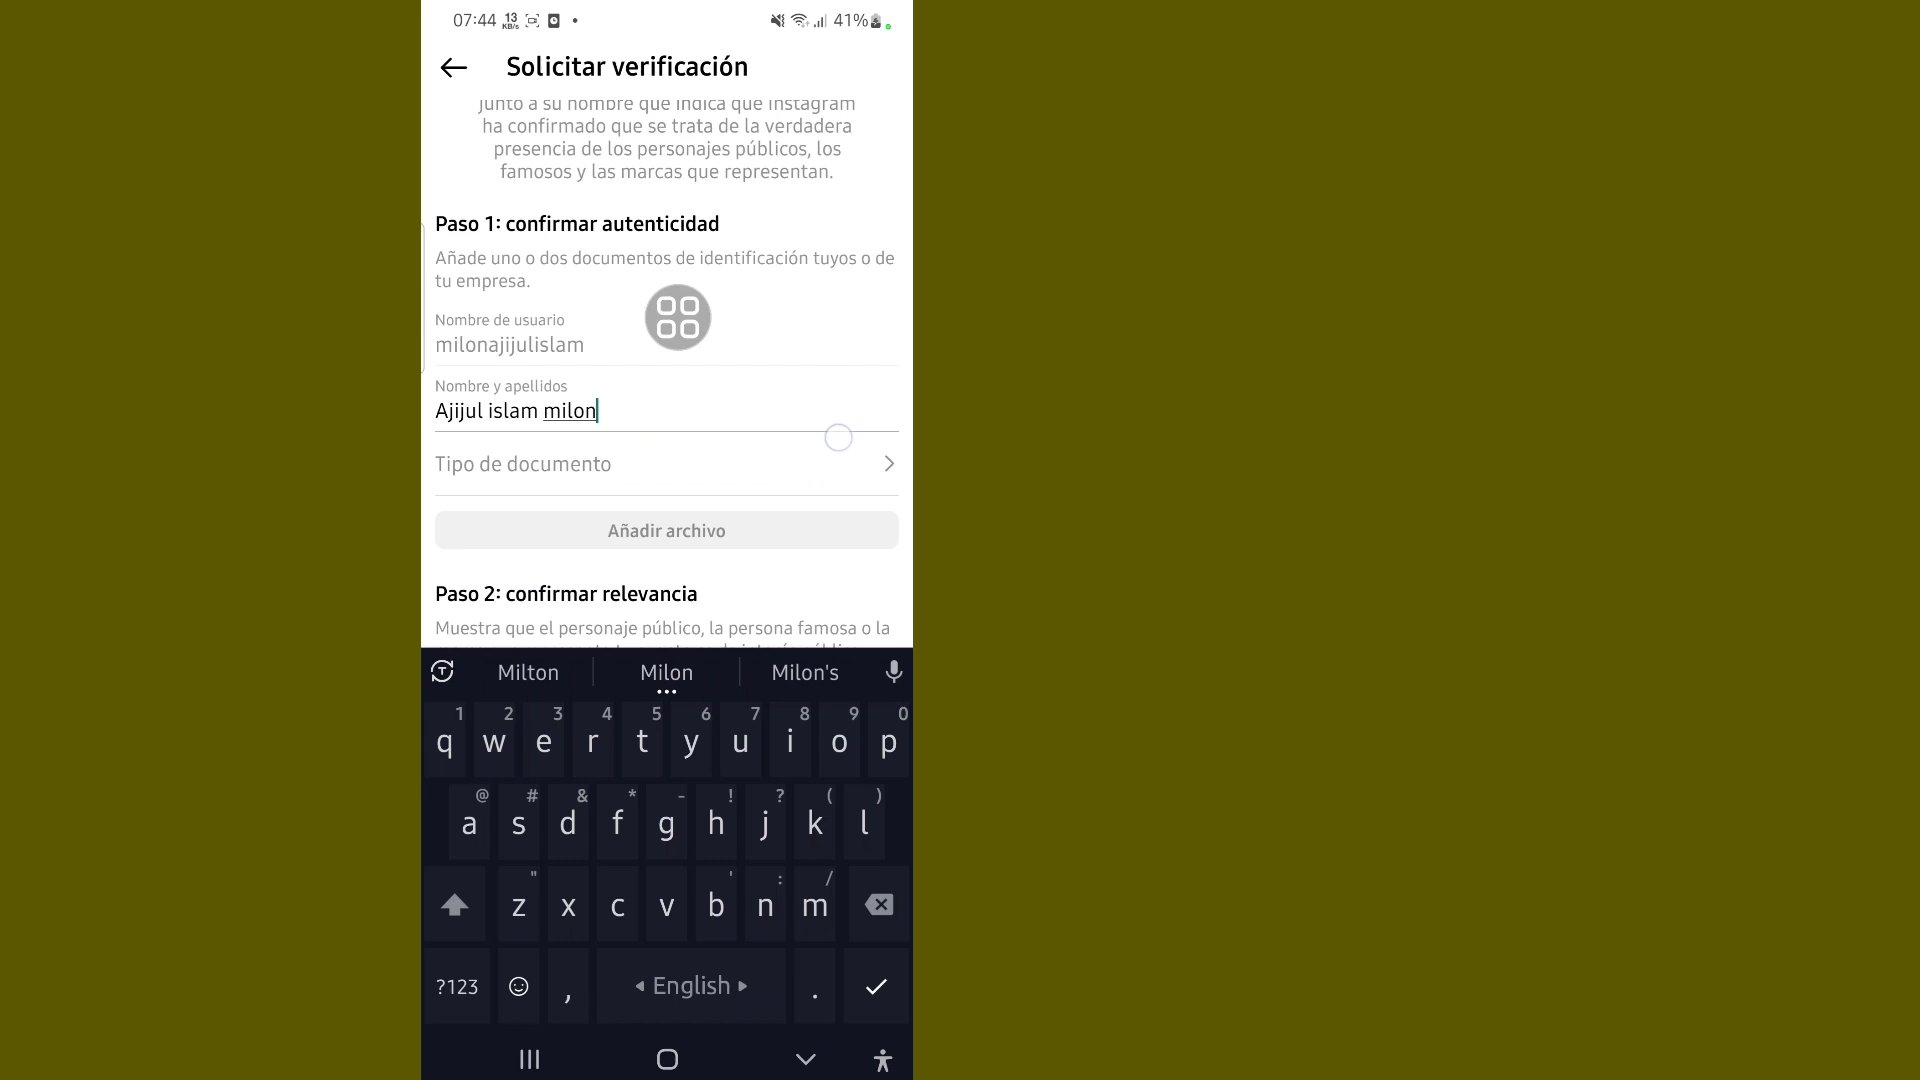 07:44 13 KB/s 41%
Solicitar verificación
junto a su nombre que indica que Instagram
ha confirmado que se trata de la verdadera
presencia de los personajes públicos, los
famosos y las marcas que representan.
Paso 1: confirmar autenticidad
Añade uno o dos documentos de identificación tuyos o de
tu empresa.
Nombre de usuario
milonajijulislam
Nombre y apellidos
Ajijul islam milon
Tipo de documento
Añadir archivo
Paso 2: confirmar relevancia
Muestra que el personaje público, la persona famosa o la
T Milton Milon Milon's
1 2 3 4 5 6 7 8 9 0
q w e r t y u i o p
@ # & * - ! ? ( )
a s d f g h j k l
" ' : /
z x c v b n m
?123 , English .